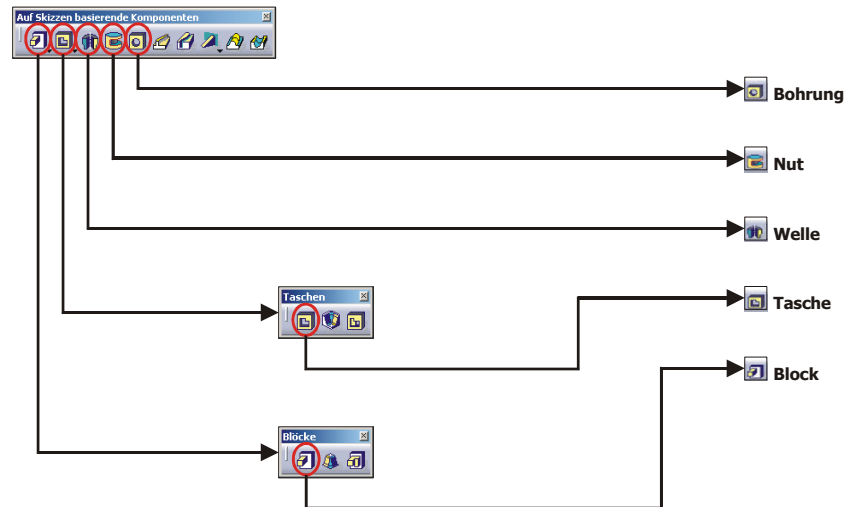 Auf Skizzen basierende Komponenten
Bohrung
Nut
Welle
Taschen
Tasche
Block
Blöcke